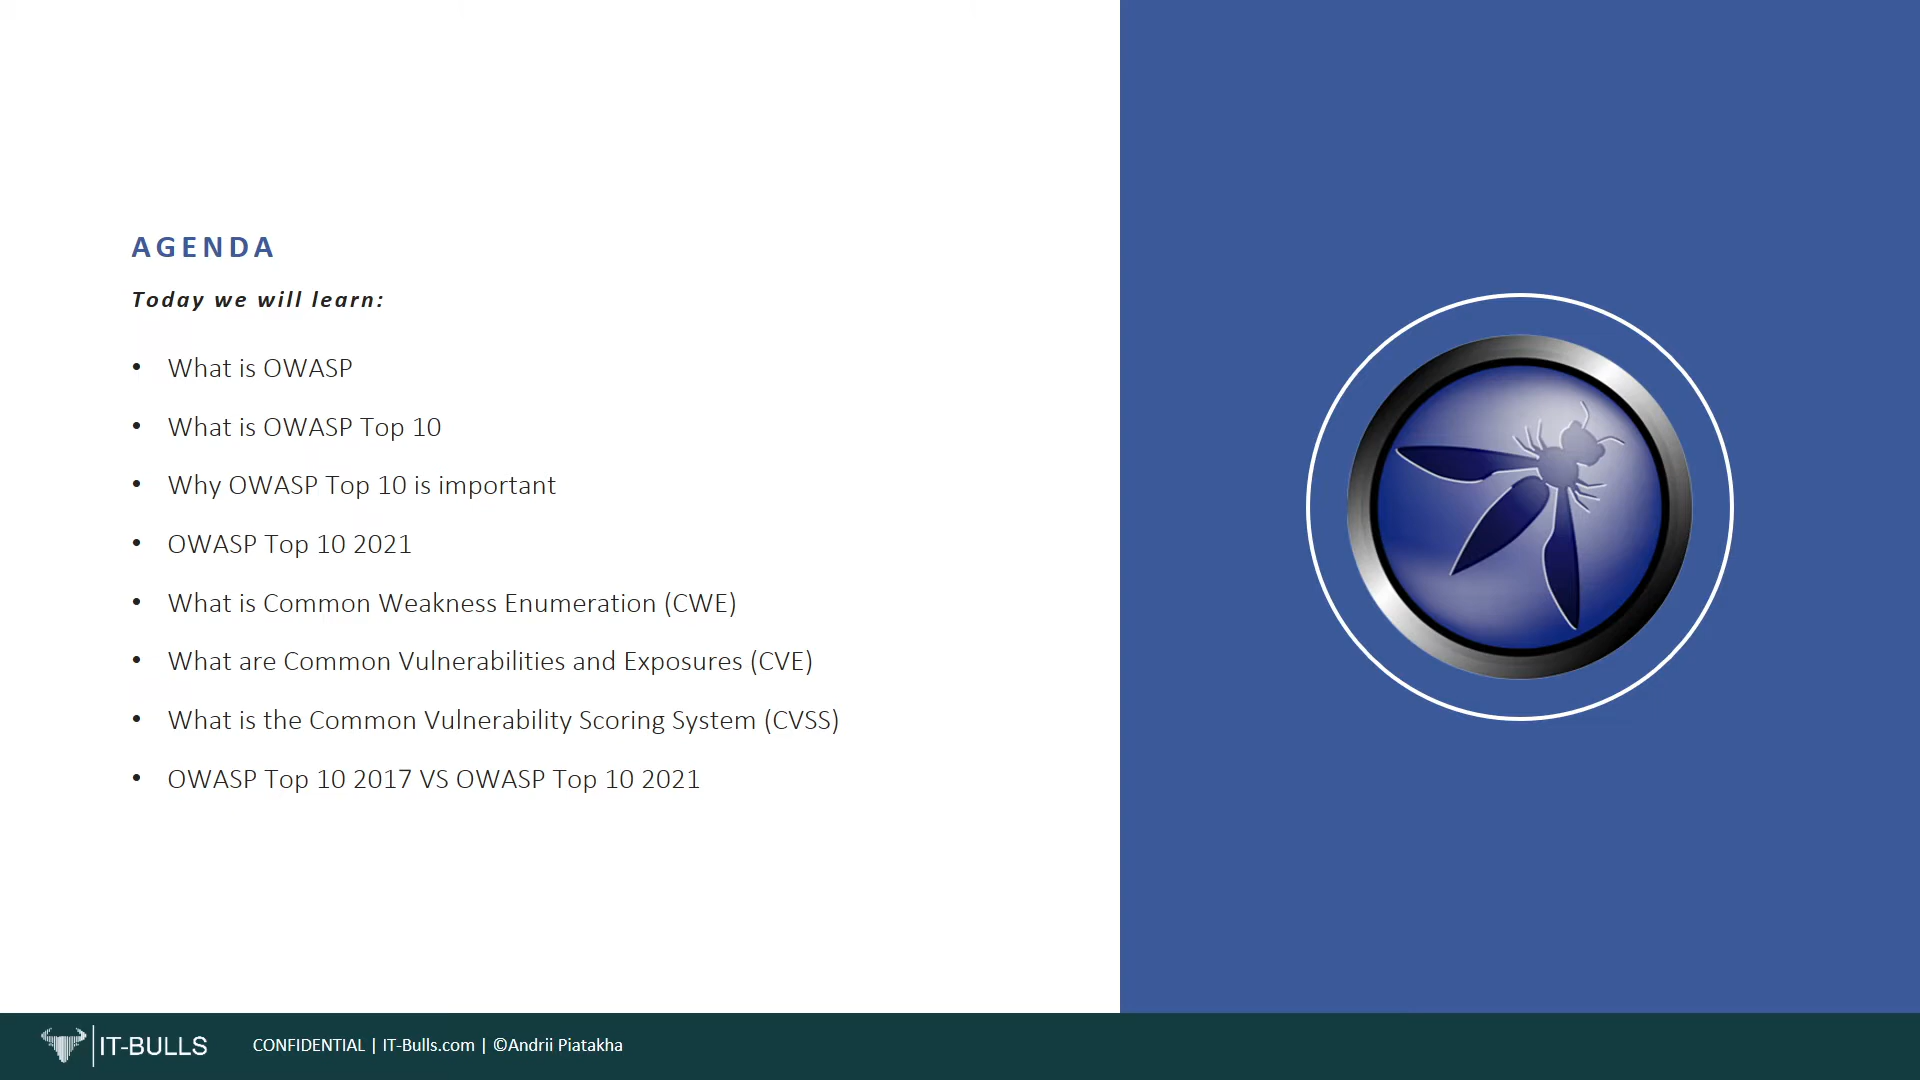 AGENDA
Today we will learn:
• What is OWASP
• What is OWASP Top 10
• Why OWASP Top 10 is important
• OWASP Top 10 2021
• What is Common Weakness Enumeration (CWE)
• What are Common Vulnerabilities and Exposures (CVE)
• What is the Common Vulnerability Scoring System (CVSS)
• OWASP Top 10 2017 VS OWASP Top 10 2021
IT-BULLS
CONFIDENTIAL | IT-Bulls.com | ©Andrii Piatakha